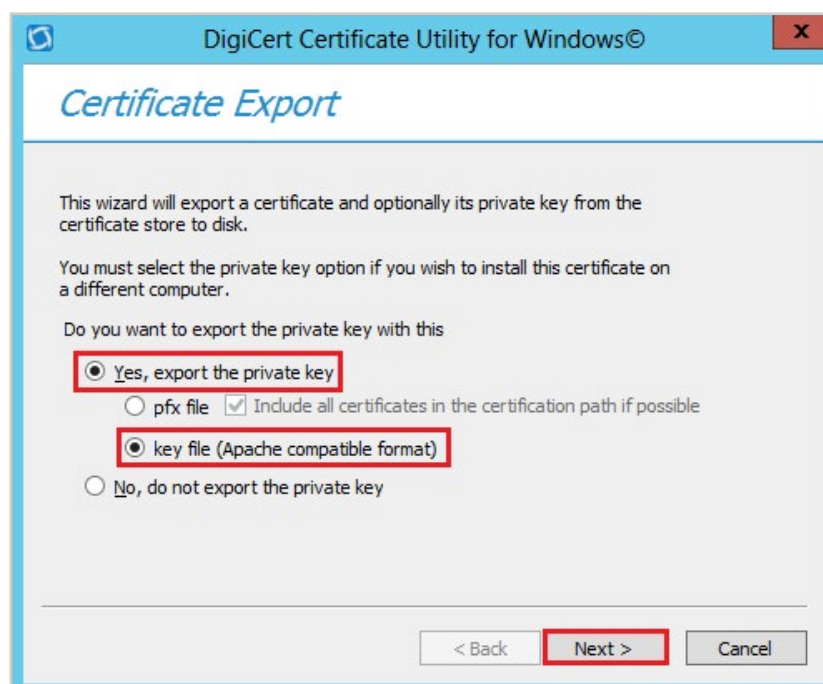 DigiCert Certificate Utility for Windows©
x
Certificate Export
This wizard will export a certificate and optionally its private key from the
certificate store to disk.
You must select the private key option if you wish to install this certificate on
a different computer.
Do you want to export the private key with this
Yes, export the private key
pfx file Include all certificates in the certification path if possible
key file (Apache compatible format)
No, do not export the private key
< Back Next > Cancel